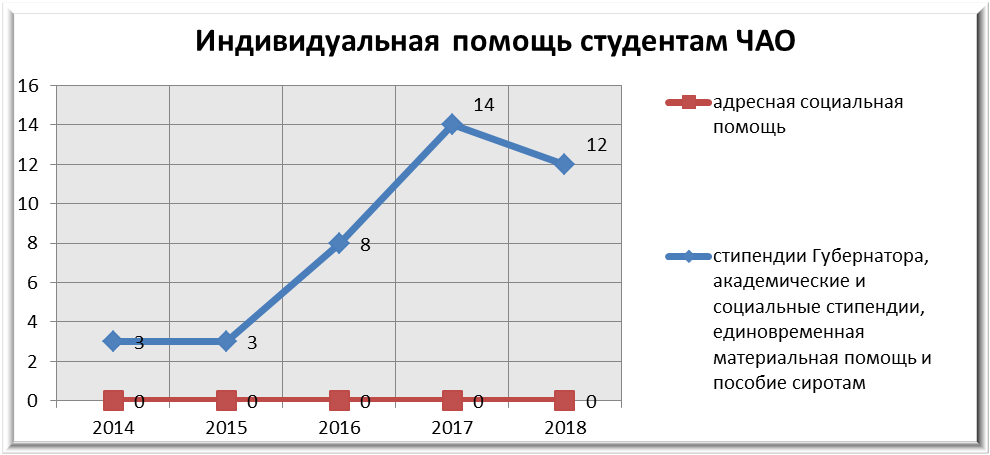 Индивидуальная помощь студентам ЧАО
16
14
12
10
8
6
4
2
0
14
12
8
3
3
0
0
0
0
0
2014
2015
2016
2017
2018
адресная социальная
помощь
стипендии Губернатора,
академические и
социальные стипендии,
единовременная
материальная помощь и
пособие сиротам